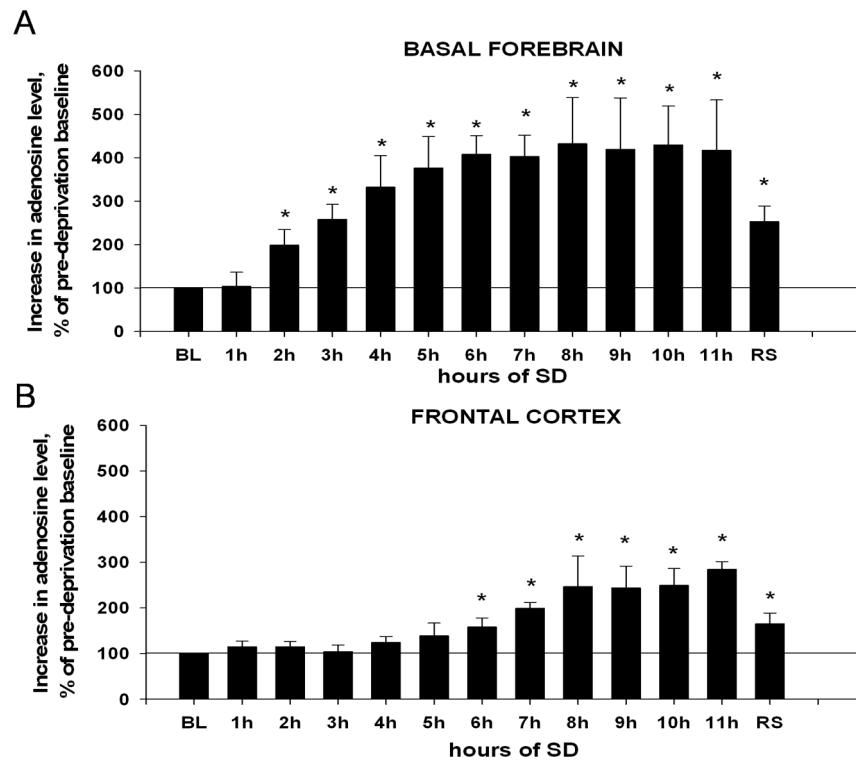 A
BASAL FOREBRAIN
Increase in adenosine level,
% of pre-deprivation baseline
600
500
400
300
200
100
0
* * * * * * * * * * *
BL 1h 2h 3h 4h 5h 6h 7h 8h 9h 10h 11h RS
hours of SD
B
FRONTAL CORTEX
Increase in adenosine level,
% of pre-deprivation baseline
600
500
400
300
200
100
0
* * * * * * *
BL 1h 2h 3h 4h 5h 6h 7h 8h 9h 10h 11h RS
hours of SD